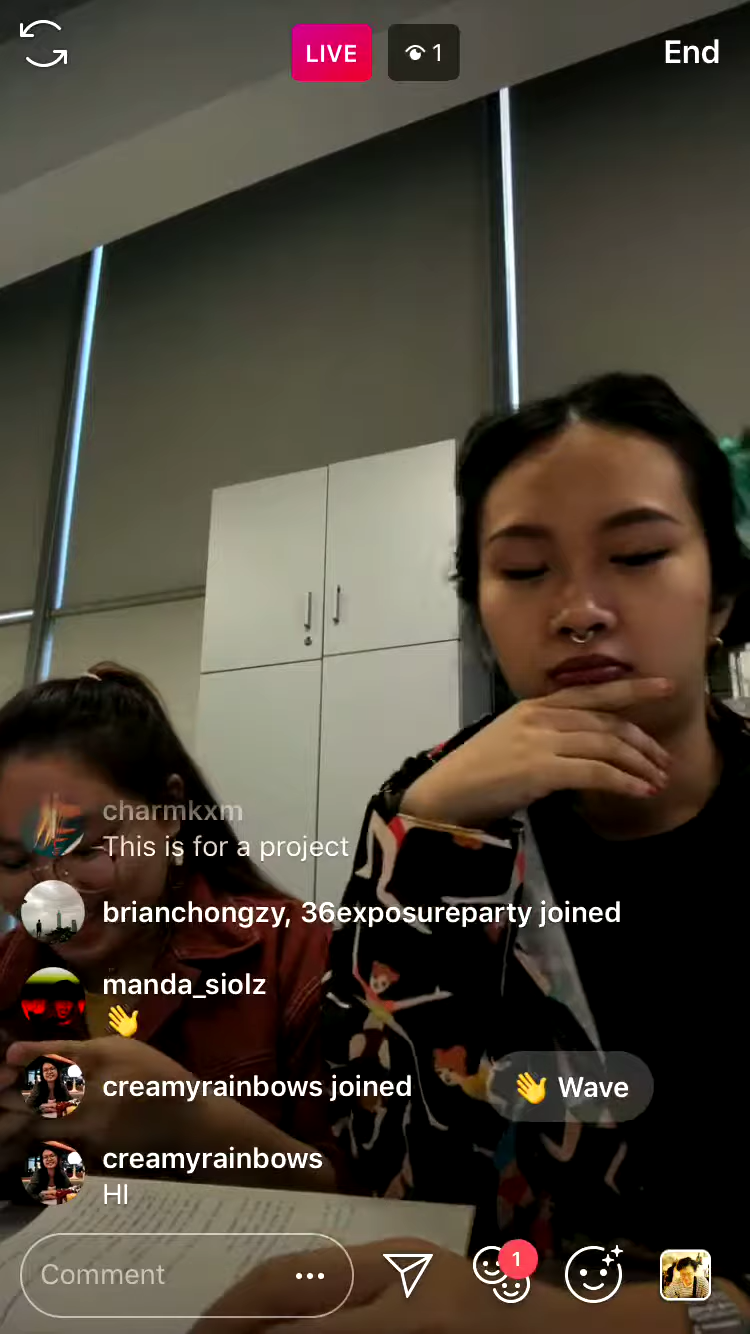 LIVE
1
End
charmkxm
This is for a project
brianchongzy, 36exposureparty joined
manda_siolz
👋
creamyrainbows joined
👋 Wave
creamyrainbows
HI
Comment
1